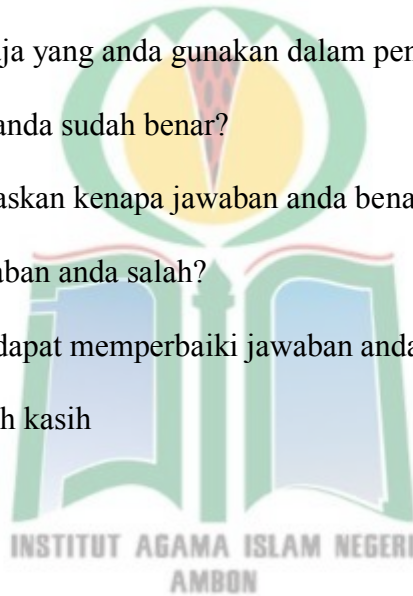 ja yang anda gunakan dalam pen
anda sudah benar?
askan kenapa jawaban anda bena
aban anda salah?
dapat memperbaiki jawaban anda
h kasih
INSTITUT AGAMA ISLAM NEGERI
AMBON